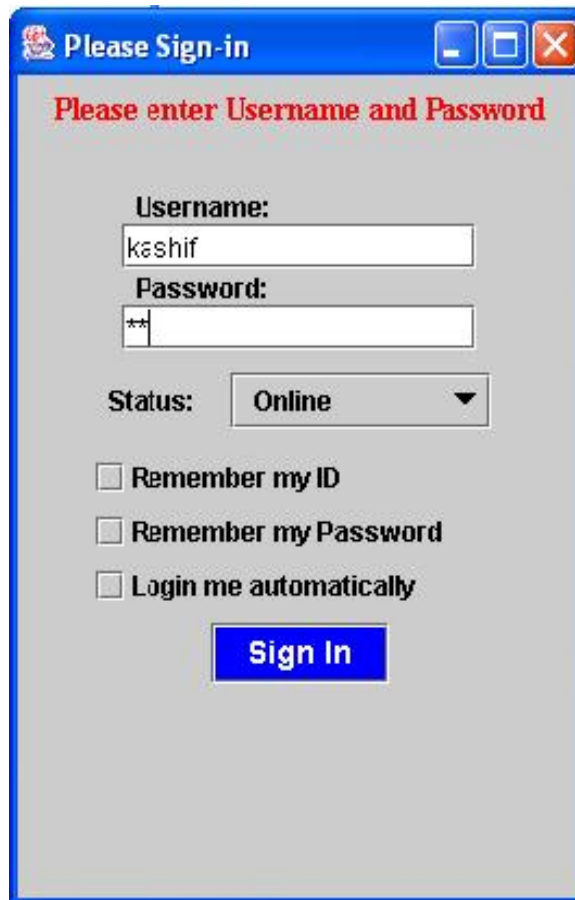 Please Sign-in
Please enter Username and Password
Username:
kashif
Password:
**
Status: Online
Remember my ID
Remember my Password
Login me automatically
Sign In